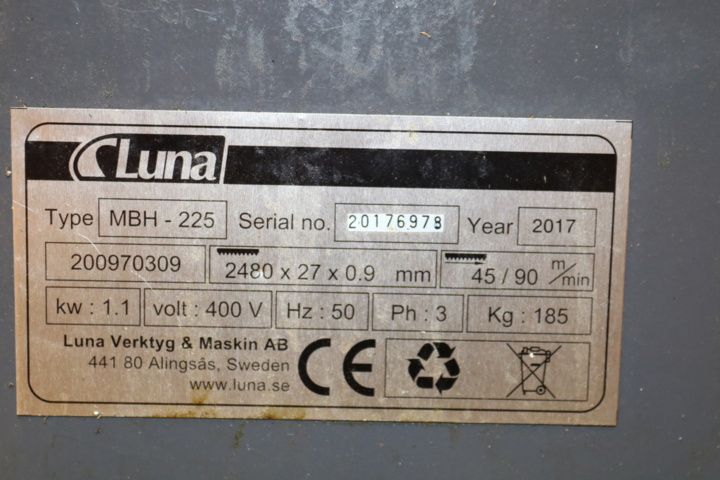 Luna
Type MBH - 225 Serial no. 20176978 Year 2017
200970309 2480 x 27 x 0.9 mm 45 / 90 m/min
kw : 1.1 volt : 400 V Hz : 50 Ph : 3 Kg : 185
Luna Verktyg & Maskin AB
441 80 Alingsås, Sweden
www.luna.se
CE